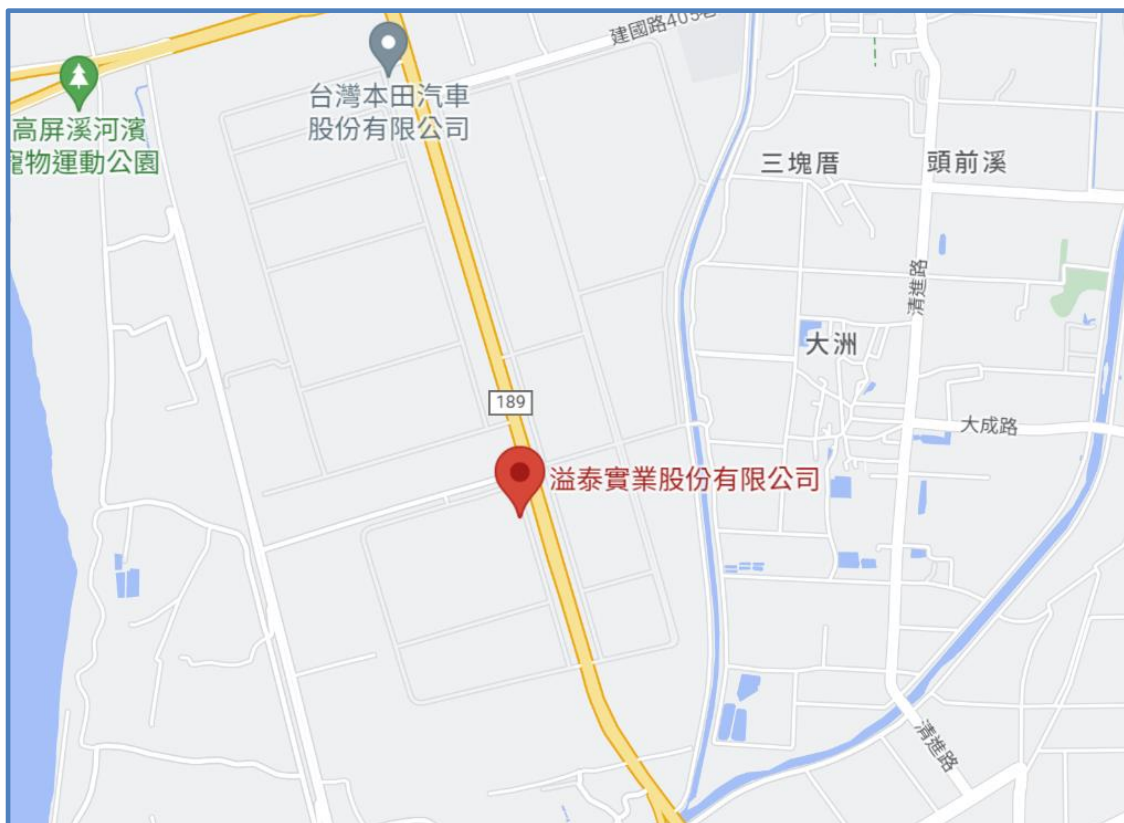 建國路405巷
台灣本田汽車
股份有限公司
高屏溪河濱
寵物運動公園
三塊厝
頭前溪
清進路
大洲
189
大成路
溢泰實業股份有限公司
清進路